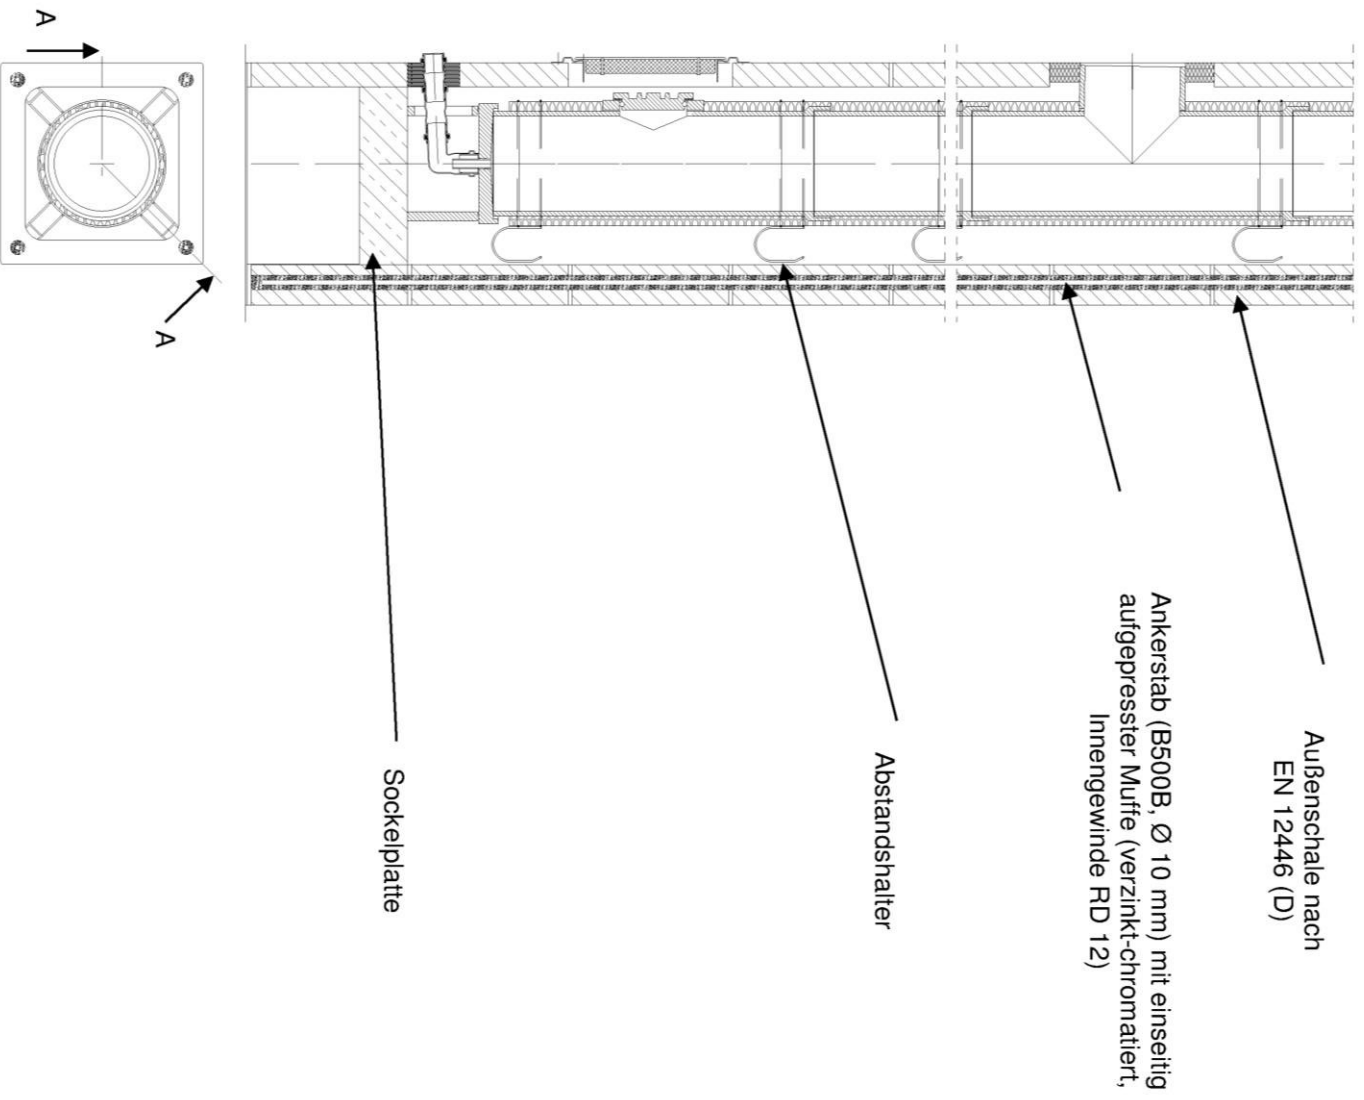 A
A
Außenschale nach
EN 12446 (D)
Ankerstab (B500B, Ø 10 mm) mit einseitig
aufgepresster Muffe (verzinkt-chromatiert,
Innengewinde RD 12)
Abstandshalter
Sockelplatte